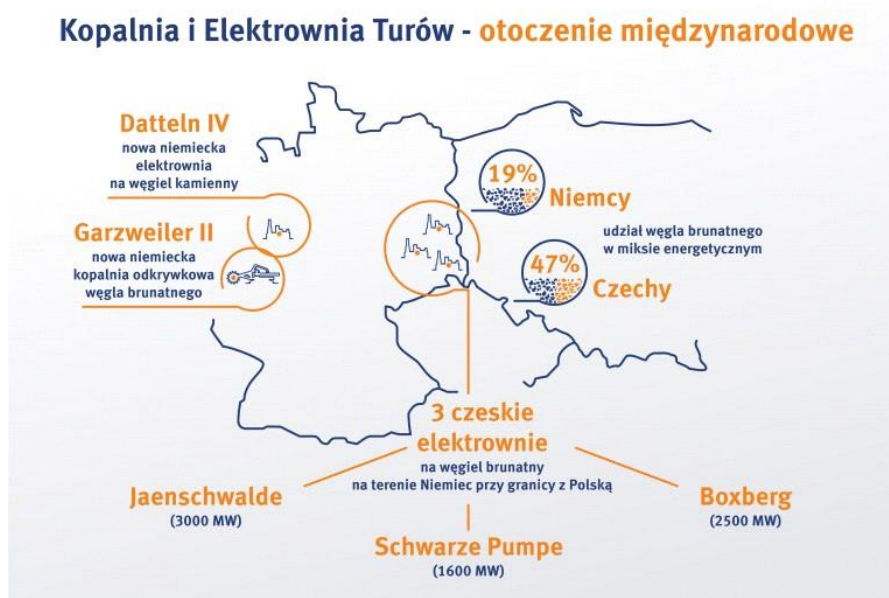 Kopalnia i Elektrownia Turów - otoczenie międzynarodowe
Datteln IV
nowa niemiecka
elektrownia
na węgiel kamienny
Garzweiler II
nowa niemiecka
kopalnia odkrywkowa
węgla brunatnego
19%
Niemcy
udział węgla brunatnego
w miksie energetycznym
47%
Czechy
3 czeskie
elektrownie
na węgiel brunatny
na terenie Niemiec przy granicy z Polską
Jaenschwalde
(3000 MW)
Schwarze Pumpe
(1600 MW)
Boxberg
(2500 MW)